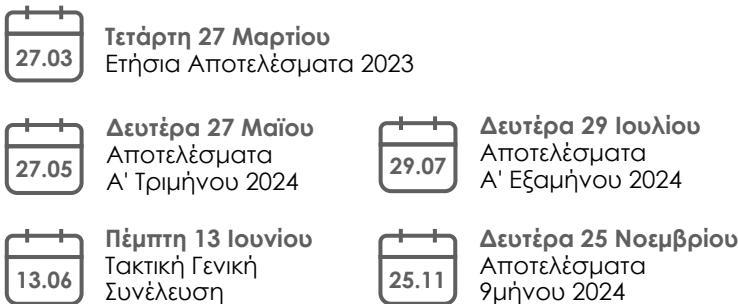 27.03
Τετάρτη 27 Μαρτίου
Ετήσια Αποτελέσματα 2023
27.05
Δευτέρα 27 Μαΐου
Αποτελέσματα
Α' Τριμήνου 2024
29.07
Δευτέρα 29 Ιουλίου
Αποτελέσματα
Α' Εξαμήνου 2024
13.06
Πέμπτη 13 Ιουνίου
Τακτική Γενική
Συνέλευση
25.11
Δευτέρα 25 Νοεμβρίου
Αποτελέσματα
9μήνου 2024